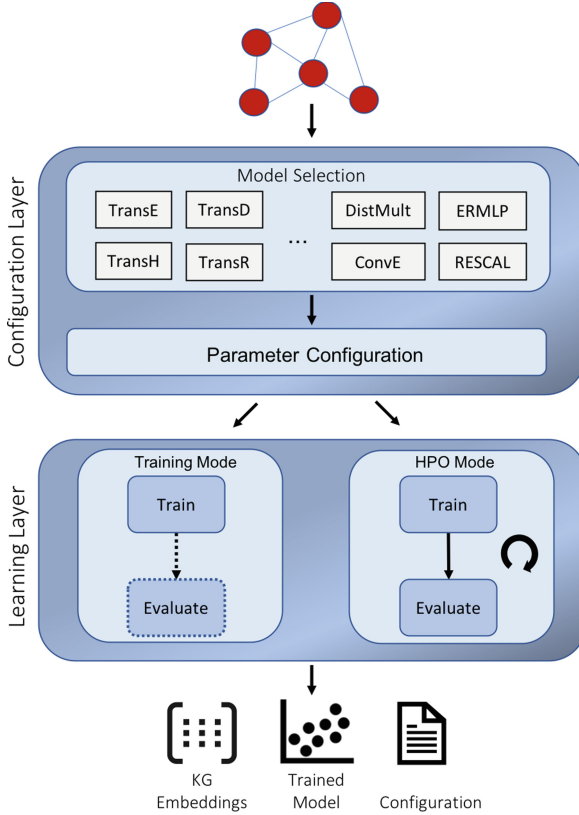 Configuration Layer
Model Selection
TransE TransD DistMult ERMLP
...
TransH TransR ConvE RESCAL
Parameter Configuration
Learning Layer
Training Mode HPO Mode
Train Train
Evaluate Evaluate
KG Trained
Embeddings Model Configuration